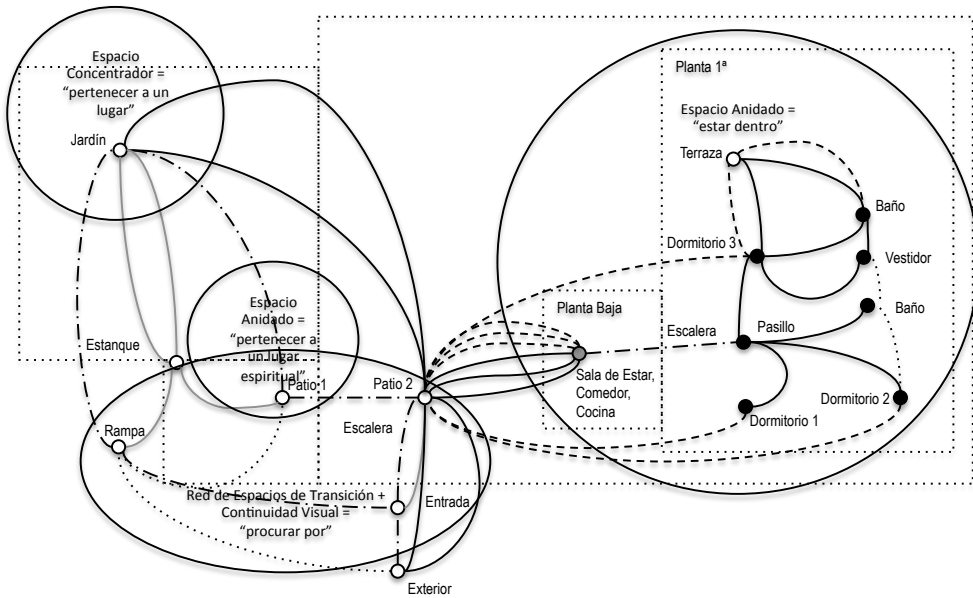 Espacio
Concentrador =
"pertenecer a un
lugar"
Jardín
Planta 1ª
Espacio Anidado =
"estar dentro"
Terraza
Baño
Dormitorio 3
Vestidor
Espacio
Anidado =
"pertenecer a
un lugar
espiritual"
Planta Baja
Baño
Estanque
Escalera
Pasillo
Patio 1
Patio 2
Sala de Estar,
Comedor,
Cocina
Dormitorio 2
Dormitorio 1
Escalera
Rampa
Red de Espacios de Transición +
Continuidad Visual =
"procurar por"
Entrada
Exterior